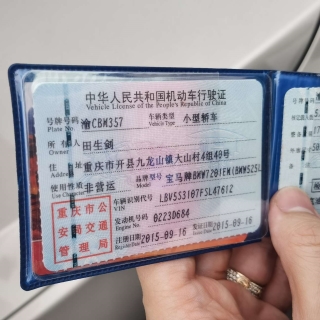 中华人民共和国机动车行驶证
Vehicle License of the People's Republic of China
号牌号码 渝CBM357 车辆类型 小型轿车
Plate No. Vehicle Type
所有人 田生剑
Owner
住址 重庆市开县九龙山镇大山村4组49号
Address
使用性质 非营运 品牌型号 宝马牌BMW7201FM(BMW525L
Use Character Model
重庆市公
安局交通
管理局
车辆识别代号 LBV5S3107FSL47612
VIN
发动机号码 0223D684
Engine No.
注册日期 2015-09-16 发证日期 2015-09-16
Register Date Issue Date